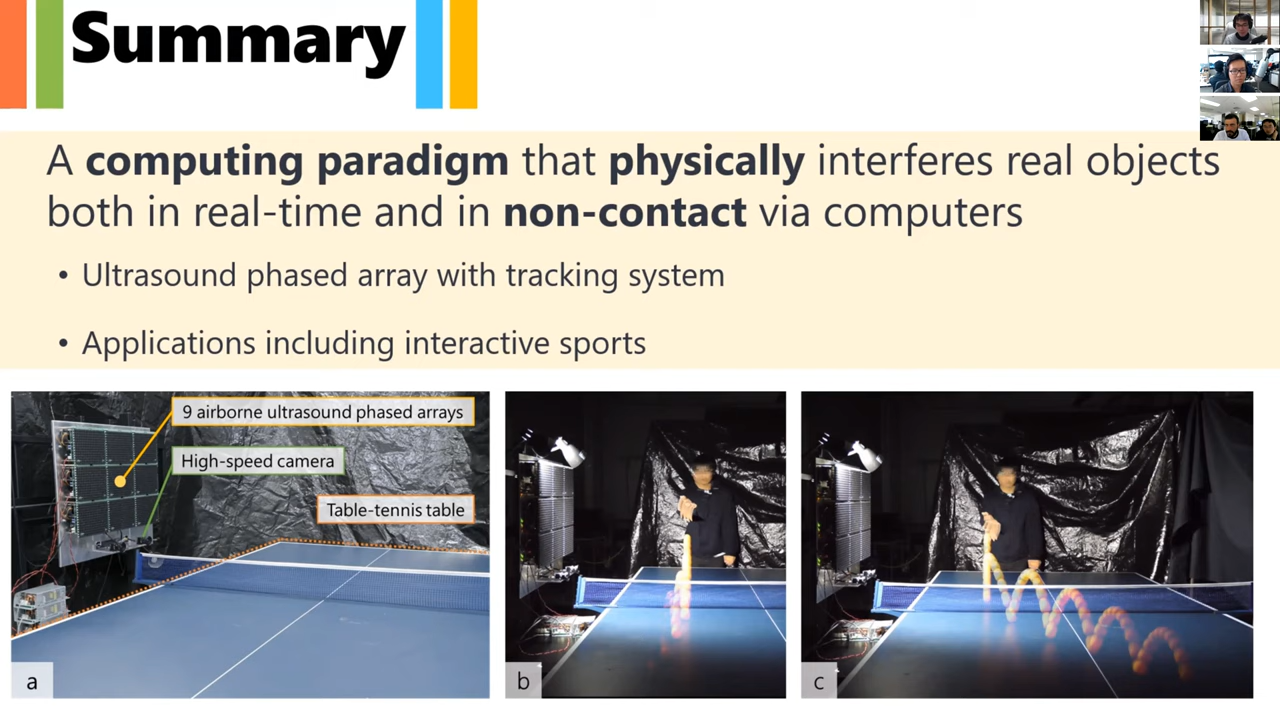 Summary
A computing paradigm that physically interferes real objects
both in real-time and in non-contact via computers
• Ultrasound phased array with tracking system
• Applications including interactive sports
9 airborne ultrasound phased arrays
High-speed camera
Table-tennis table
a
b
c